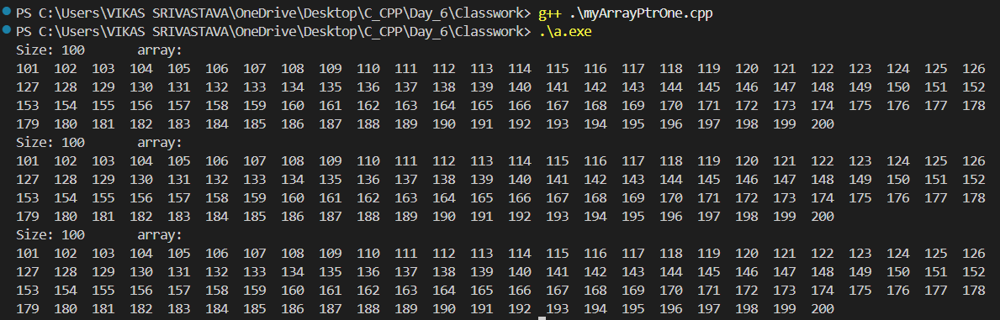 PS C:\Users\VIKAS SRIVASTAVA\OneDrive\Desktop\C_CPP\Day_6\Classwork> g++ .\myArrayPtrOne.cpp
PS C:\Users\VIKAS SRIVASTAVA\OneDrive\Desktop\C_CPP\Day_6\Classwork> .\a.exe
Size: 100 array:
101 102 103 104 105 106 107 108 109 110 111 112 113 114 115 116 117 118 119 120 121 122 123 124 125 126
127 128 129 130 131 132 133 134 135 136 137 138 139 140 141 142 143 144 145 146 147 148 149 150 151 152
153 154 155 156 157 158 159 160 161 162 163 164 165 166 167 168 169 170 171 172 173 174 175 176 177 178
179 180 181 182 183 184 185 186 187 188 189 190 191 192 193 194 195 196 197 198 199 200
Size: 100 array:
101 102 103 104 105 106 107 108 109 110 111 112 113 114 115 116 117 118 119 120 121 122 123 124 125 126
127 128 129 130 131 132 133 134 135 136 137 138 139 140 141 142 143 144 145 146 147 148 149 150 151 152
153 154 155 156 157 158 159 160 161 162 163 164 165 166 167 168 169 170 171 172 173 174 175 176 177 178
179 180 181 182 183 184 185 186 187 188 189 190 191 192 193 194 195 196 197 198 199 200
Size: 100 array:
101 102 103 104 105 106 107 108 109 110 111 112 113 114 115 116 117 118 119 120 121 122 123 124 125 126
127 128 129 130 131 132 133 134 135 136 137 138 139 140 141 142 143 144 145 146 147 148 149 150 151 152
153 154 155 156 157 158 159 160 161 162 163 164 165 166 167 168 169 170 171 172 173 174 175 176 177 178
179 180 181 182 183 184 185 186 187 188 189 190 191 192 193 194 195 196 197 198 199 200